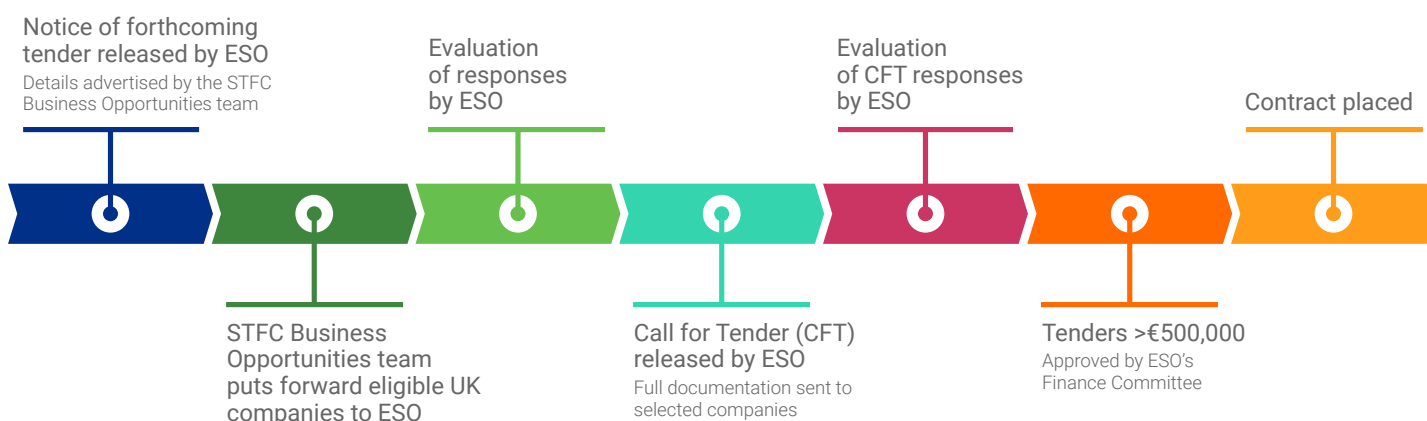 Notice of forthcoming
tender released by ESO
Details advertised by the STFC
Business Opportunities team
STFC Business
Opportunities team
puts forward eligible UK
companies to ESO
Evaluation
of responses
by ESO
Call for Tender (CFT)
released by ESO
Full documentation sent to
selected companies
Evaluation
of CFT responses
by ESO
Tenders >€500,000
Approved by ESO's
Finance Committee
Contract placed